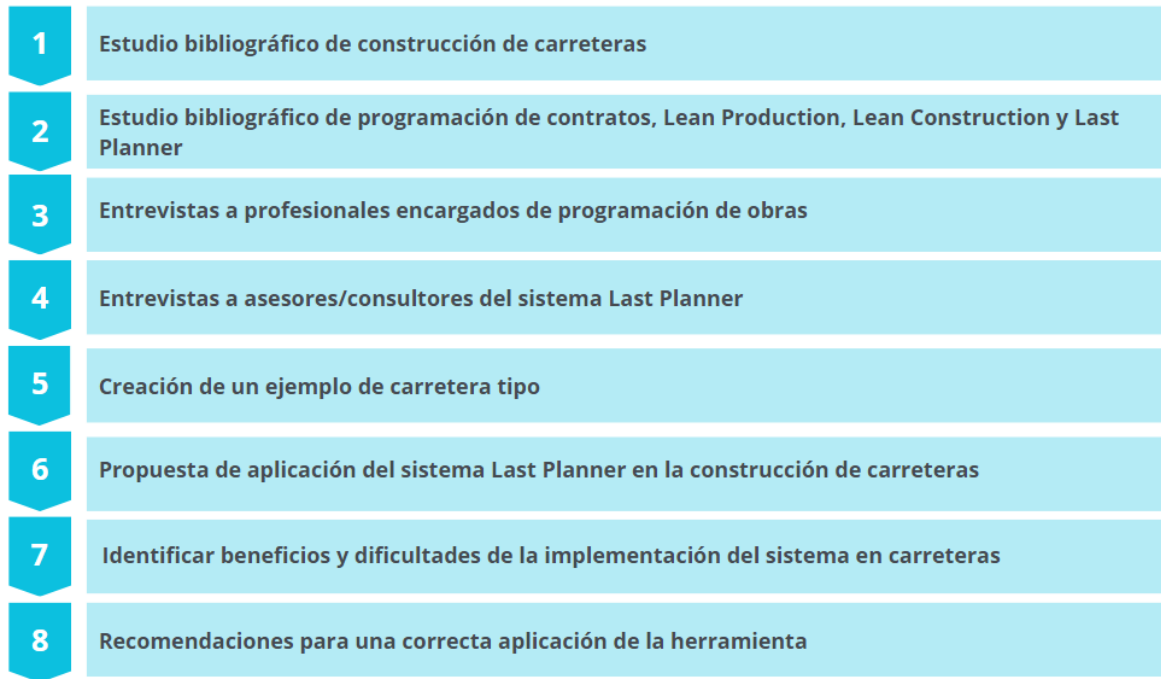 1
Estudio bibliográfico de construcción de carreteras
2
Estudio bibliográfico de programación de contratos, Lean Production, Lean Construction y Last
Planner
3
Entrevistas a profesionales encargados de programación de obras
4
Entrevistas a asesores/consultores del sistema Last Planner
5
Creación de un ejemplo de carretera tipo
6
Propuesta de aplicación del sistema Last Planner en la construcción de carreteras
7
Identificar beneficios y dificultades de la implementación del sistema en carreteras
8
Recomendaciones para una correcta aplicación de la herramienta